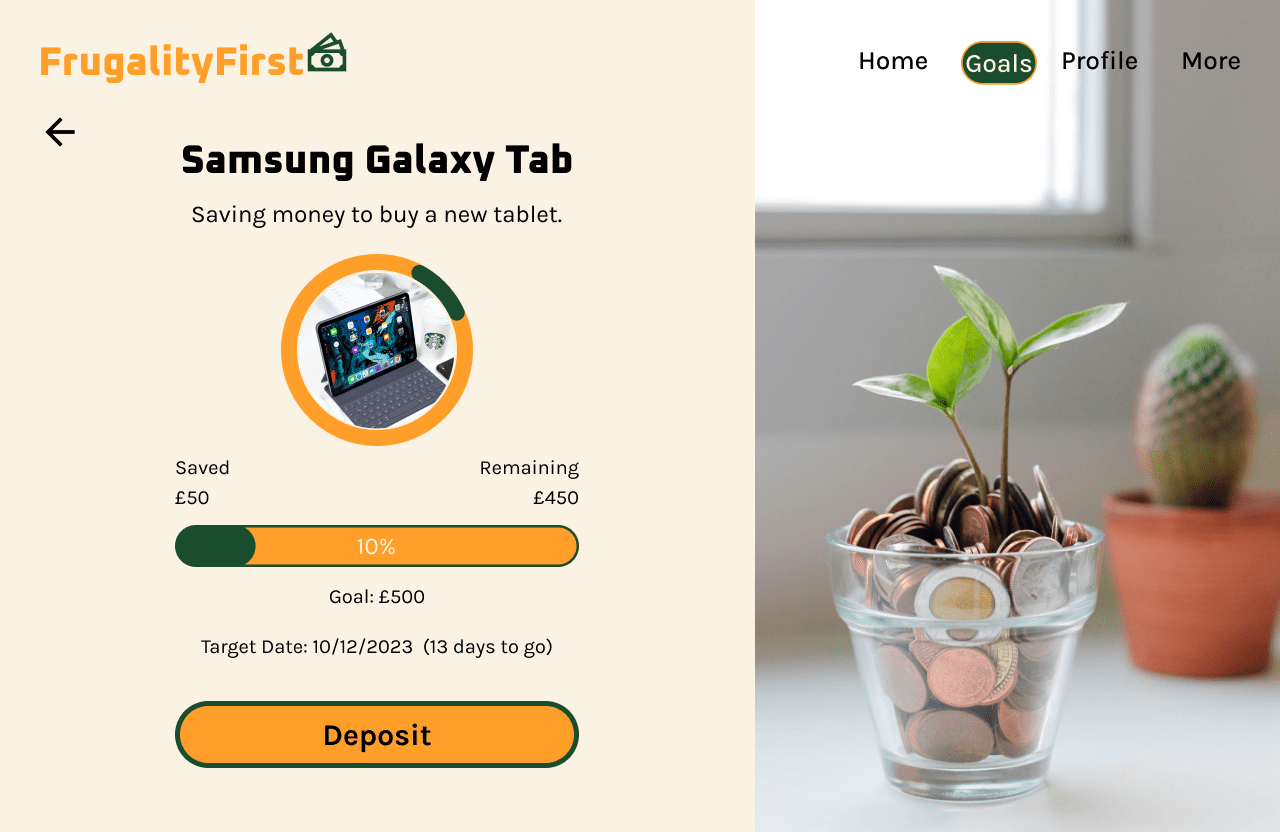 FrugalityFirst
Home Goals Profile More
Samsung Galaxy Tab
Saving money to buy a new tablet.
Saved Remaining
£50 £450
10%
Goal: £500
Target Date: 10/12/2023 (13 days to go)
Deposit